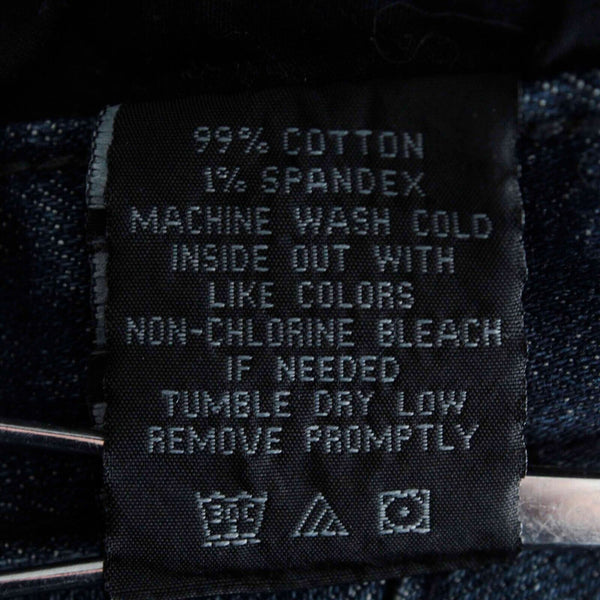 99% COTTON
1% SPANDEX
MACHINE WASH COLD
INSIDE OUT WITH
LIKE COLORS
NON-CHLORINE BLEACH
IF NEEDED
TUMBLE DRY LOW
REMOVE PROMPTLY
30C